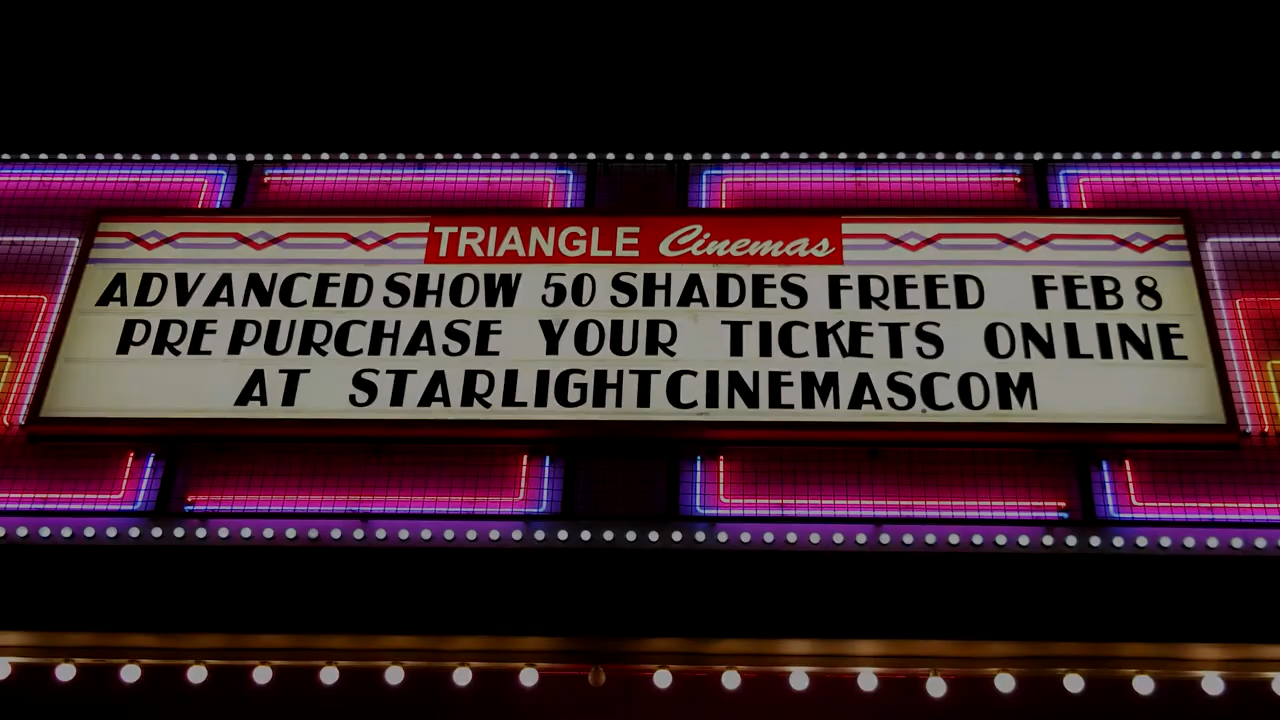 TRIANGLE Cinemas
ADVANCED SHOW 50 SHADES FREED FEB 8
PRE PURCHASE YOUR TICKETS ONLINE
AT STARLIGHTCINEMAS.COM